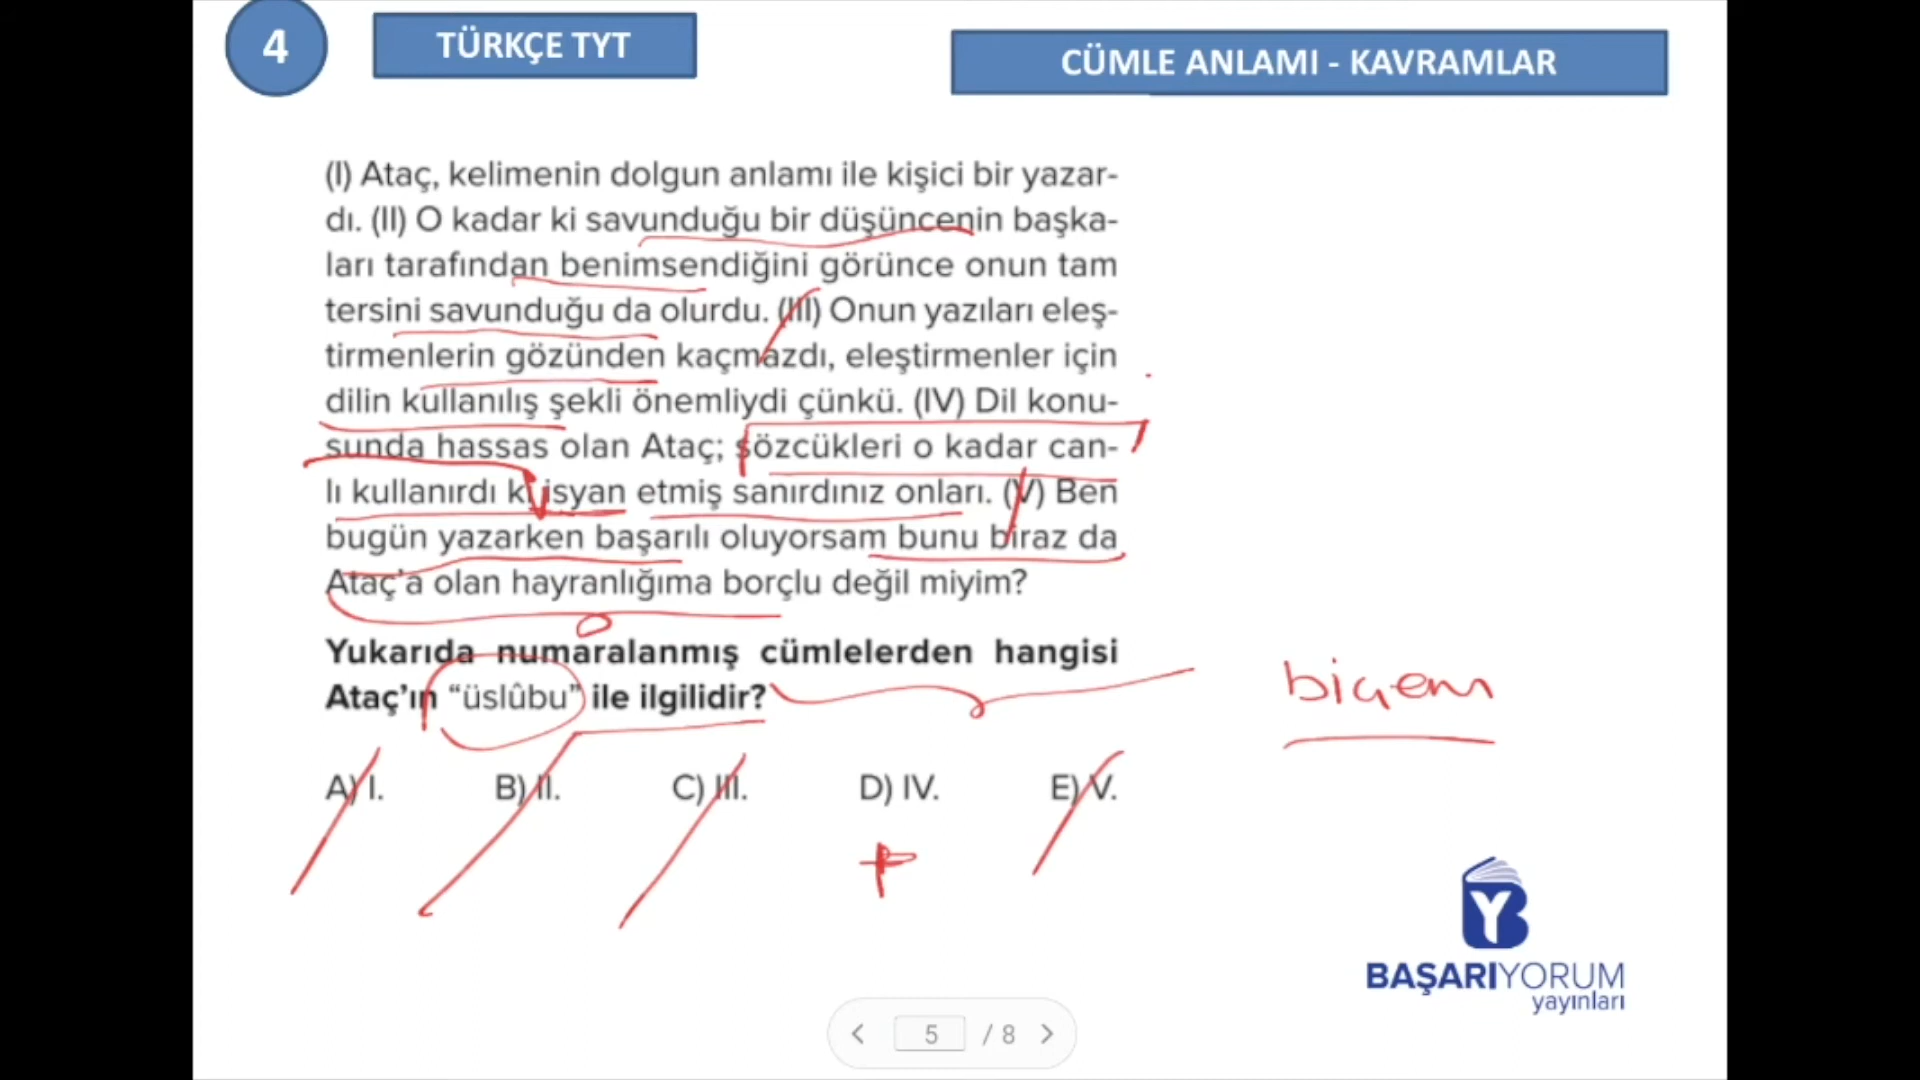 4
TÜRKÇE TYT
CÜMLE ANLAMI - KAVRAMLAR
(I) Ataç, kelimenin dolgun anlamı ile kişici bir yazar-
dı. (II) O kadar ki savunduğu bir düşüncenin başka-
ları tarafından benimsendiğini görünce onun tam
tersini savunduğu da olurdu. (III) Onun yazıları eleş-
tirmenlerin gözünden kaçmazdı, eleştirmenler için
dilin kullanılış şekli önemliydi çünkü. (IV) Dil konu-
sunda hassas olan Ataç; sözcükleri o kadar can-
lı kullanırdı ki isyan etmiş sanırdınız onları. (V) Ben
bugün yazarken başarılı oluyorsam bunu biraz da
Ataç’a olan hayranlığıma borçlu değil miyim?
Yukarıda numaralanmış cümlelerden hangisi
Ataç’ın “üslûbu” ile ilgilidir?
biçem
A) I. B) II. C) III. D) IV. E) V.
BAŞARIYORUM
yayınları
5 / 8